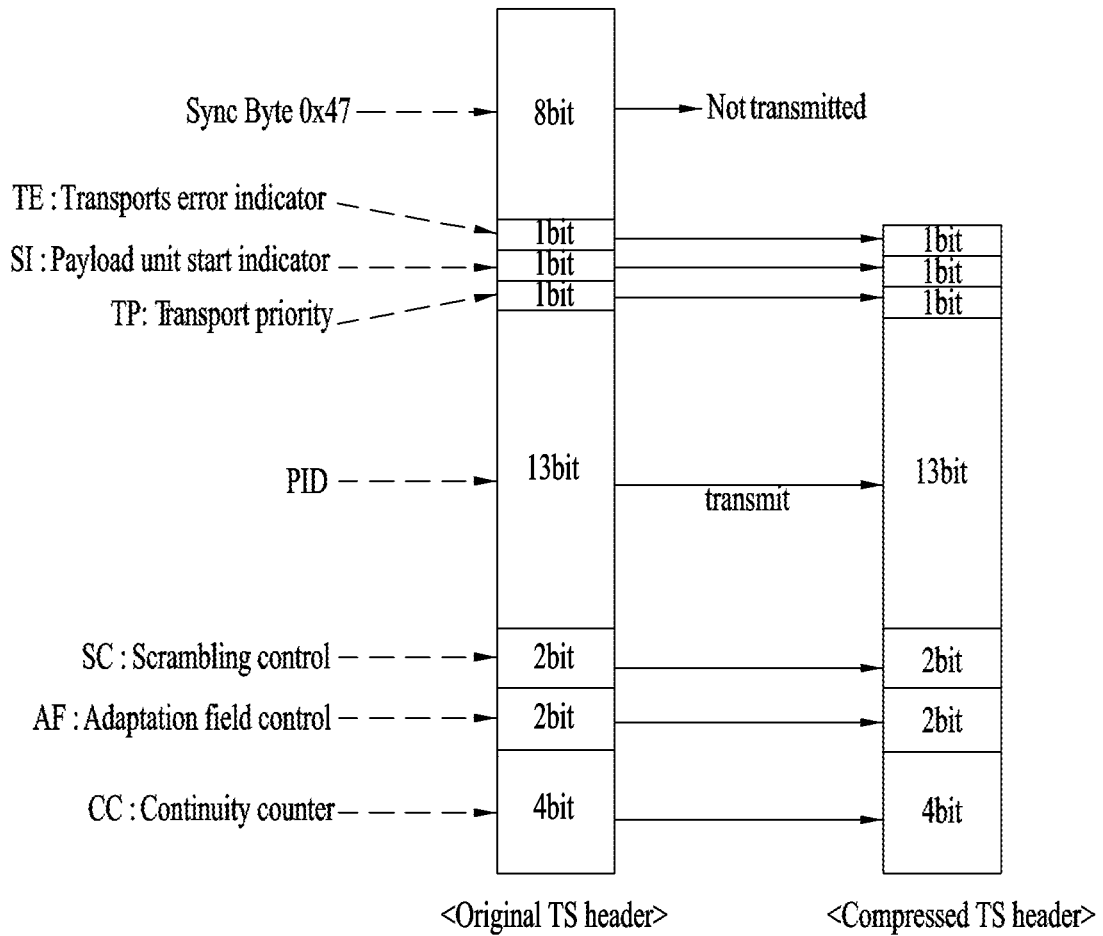 Sync Byte 0x47
8bit
Not transmitted
TE : Transports error indicator
1bit
1bit
SI : Payload unit start indicator
1bit
1bit
TP: Transport priority
1bit
1bit
PID
13bit
transmit
13bit
SC : Scrambling control
2bit
2bit
AF : Adaptation field control
2bit
2bit
CC : Continuity counter
4bit
4bit
<Original TS header>
<Compressed TS header>